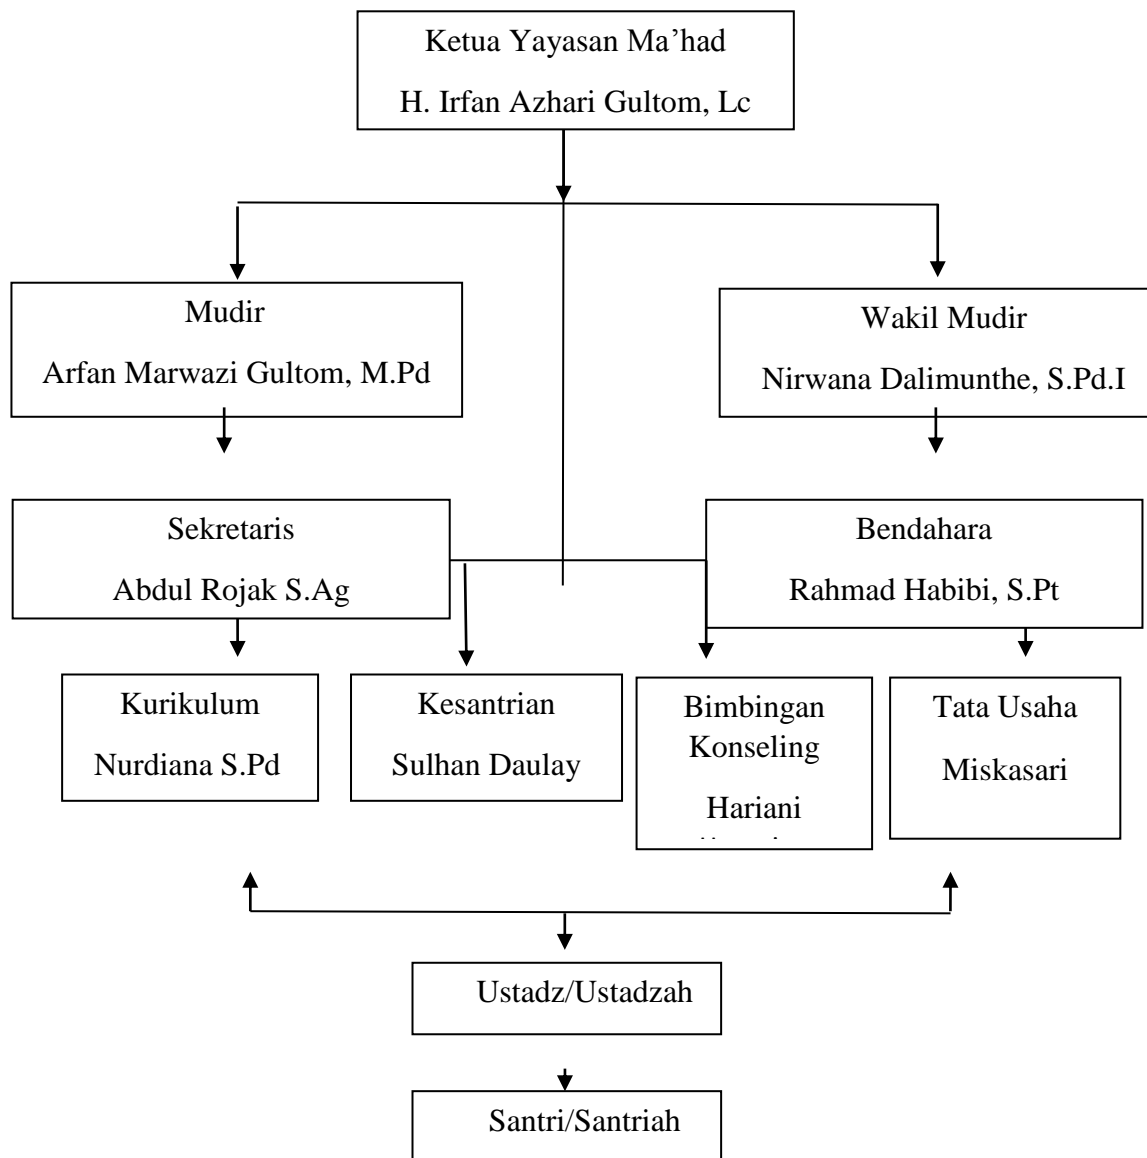 Ketua Yayasan Ma’had
H. Irfan Azhari Gultom, Lc
Mudir
Arfan Marwazi Gultom, M.Pd
Wakil Mudir
Nirwana Dalimunthe, S.Pd.I
Sekretaris
Abdul Rojak S.Ag
Bendahara
Rahmad Habibi, S.Pt
Kurikulum
Nurdiana S.Pd
Kesantrian
Sulhan Daulay
Bimbingan
Konseling
Hariani
Tata Usaha
Miskasari
Ustadz/Ustadzah
Santri/Santriah